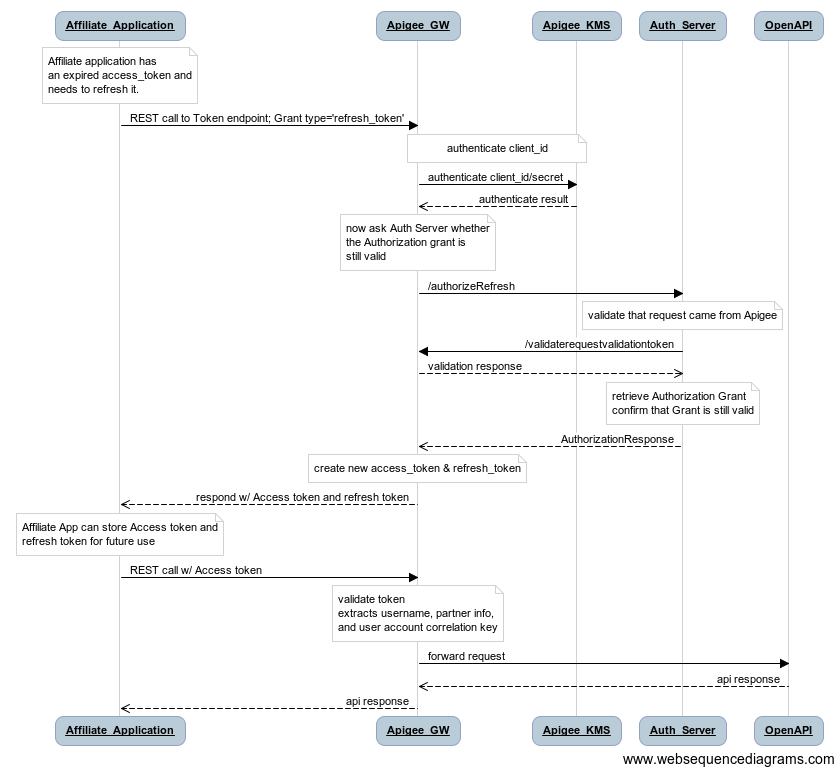 Affiliate_Application
Apigee_GW
Apigee_KMS
Auth_Server
OpenAPI
Affiliate application has
an expired access_token and
needs to refresh it.
REST call to Token endpoint; Grant type='refresh_token'
authenticate client_id
authenticate client_id/secret
authenticate result
now ask Auth Server whether
the Authorization grant is
still valid
/authorizeRefresh
validate that request came from Apigee
/validaterequestvalidationtoken
validation response
retrieve Authorization Grant
confirm that Grant is still valid
AuthorizationResponse
create new access_token & refresh_token
respond w/ Access token and refresh token
Affiliate App can store Access token and
refresh token for future use
REST call w/ Access token
validate token
extracts username, partner info,
and user account correlation key
forward request
api response
api response
Affiliate_Application
Apigee_GW
Apigee_KMS
Auth_Server
OpenAPI
www.websequencediagrams.com